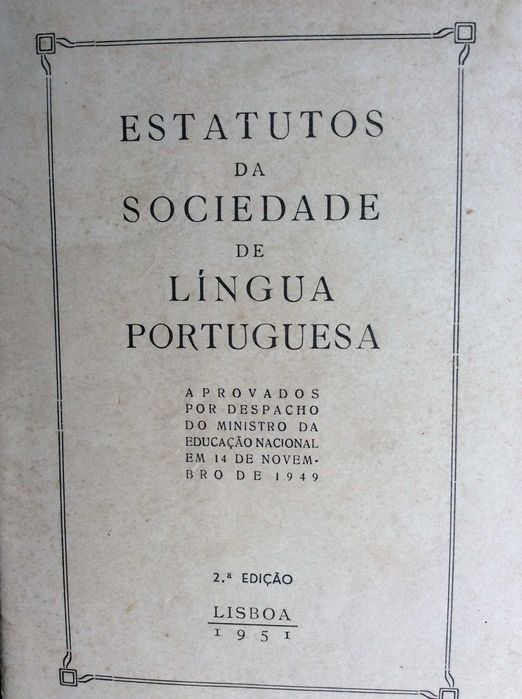 ESTATUTOS
DA
SOCIEDADE
DE
LÍNGUA
PORTUGUESA
APROVADOS
POR DESPACHO
DO MINISTRO DA
EDUCAÇÃO NACIONAL
EM 14 DE NOVEM-
BRO DE 1949
2.ª EDIÇÃO
LISBOA
1951